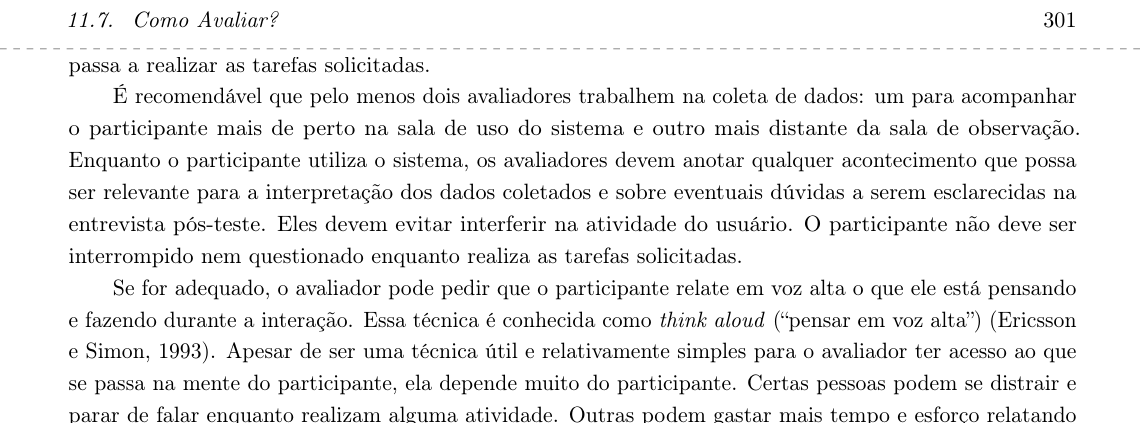 11.7. Como Avaliar? 301
passa a realizar as tarefas solicitadas.
É recomendável que pelo menos dois avaliadores trabalhem na coleta de dados: um para acompanhar
o participante mais de perto na sala de uso do sistema e outro mais distante da sala de observação.
Enquanto o participante utiliza o sistema, os avaliadores devem anotar qualquer acontecimento que possa
ser relevante para a interpretação dos dados coletados e sobre eventuais dúvidas a serem esclarecidas na
entrevista pós-teste. Eles devem evitar interferir na atividade do usuário. O participante não deve ser
interrompido nem questionado enquanto realiza as tarefas solicitadas.
Se for adequado, o avaliador pode pedir que o participante relate em voz alta o que ele está pensando
e fazendo durante a interação. Essa técnica é conhecida como think aloud (“pensar em voz alta”) (Ericsson
e Simon, 1993). Apesar de ser uma técnica útil e relativamente simples para o avaliador ter acesso ao que
se passa na mente do participante, ela depende muito do participante. Certas pessoas podem se distrair e
parar de falar enquanto realizam alguma atividade. Outras podem gastar mais tempo e esforço relatando